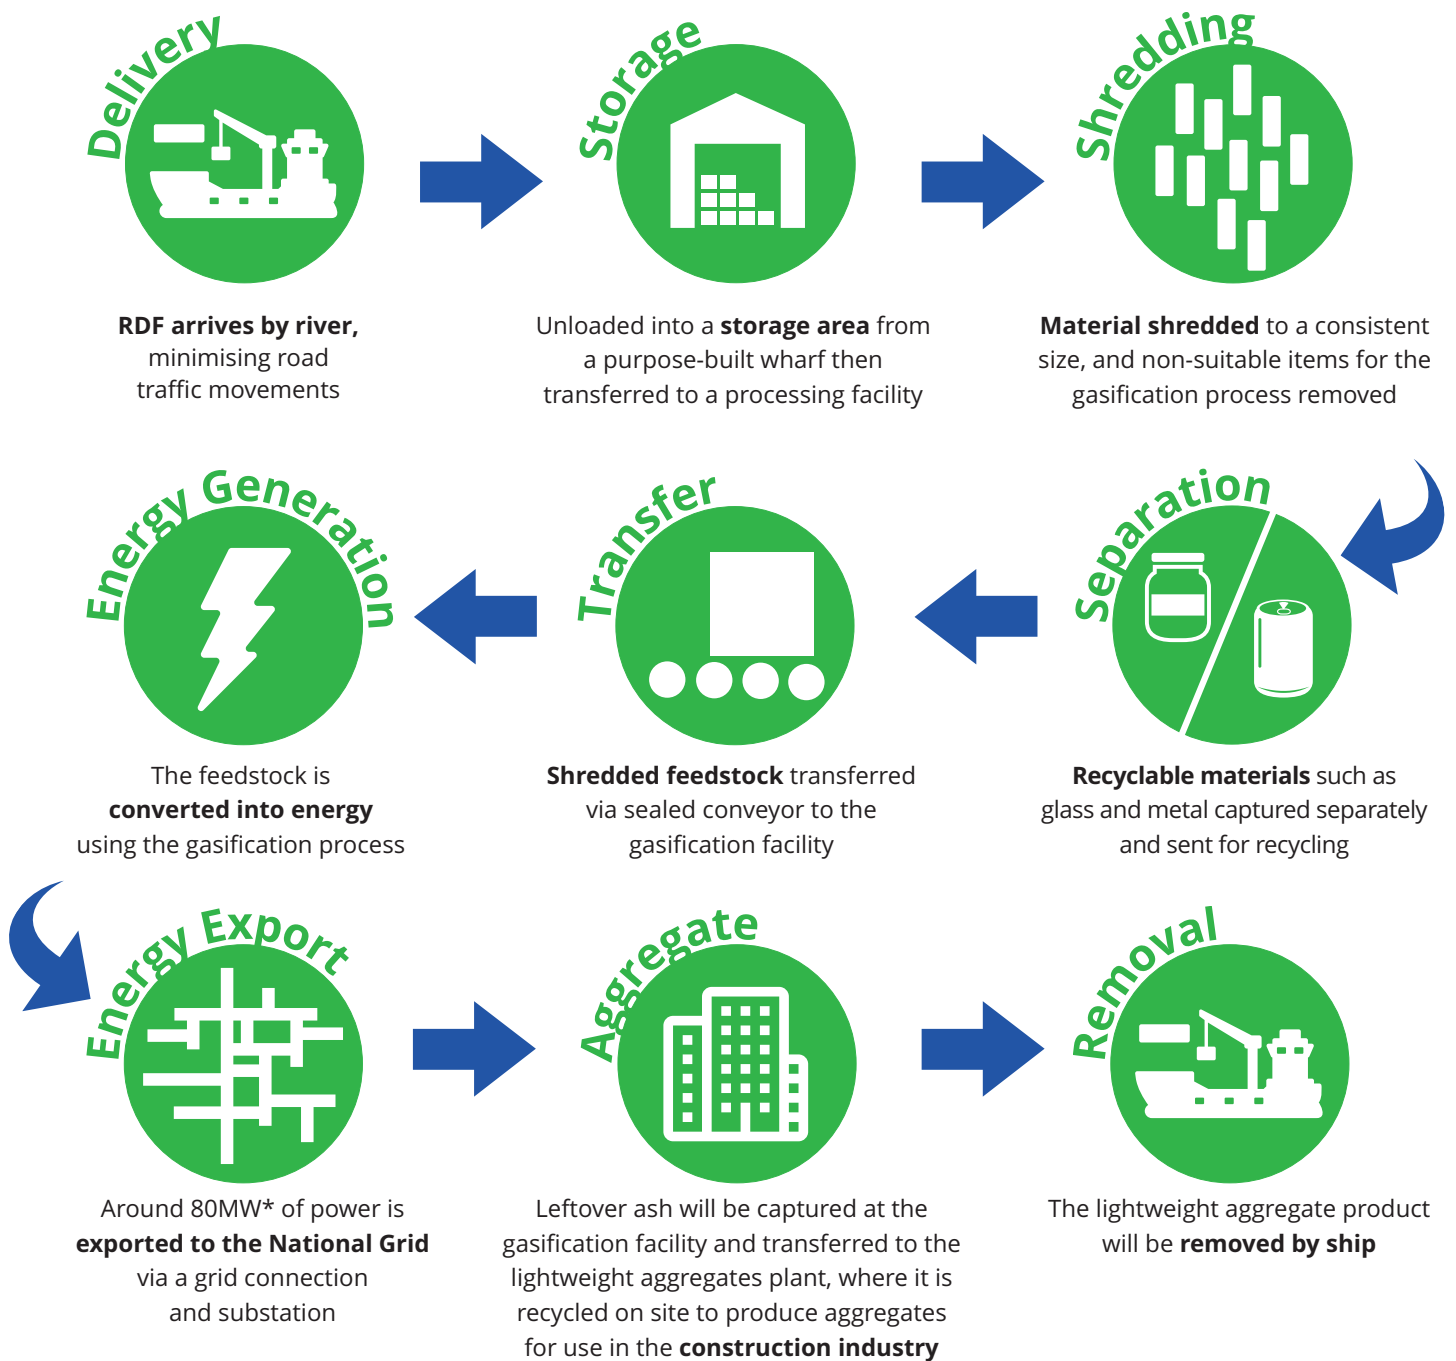 Delivery
RDF arrives by river,
minimising road
traffic movements
Storage
Unloaded into a storage area from
a purpose-built wharf then
transferred to a processing facility
Shredding
Material shredded to a consistent
size, and non-suitable items for the
gasification process removed
Separation
Recyclable materials such as
glass and metal captured separately
and sent for recycling
Transfer
Shredded feedstock transferred
via sealed conveyor to the
gasification facility
Energy Generation
The feedstock is
converted into energy
using the gasification process
Energy Export
Around 80MW* of power is
exported to the National Grid
via a grid connection
and substation
Aggregate
Leftover ash will be captured at the
gasification facility and transferred to the
lightweight aggregates plant, where it is
recycled on site to produce aggregates
for use in the construction industry
Removal
The lightweight aggregate product
will be removed by ship